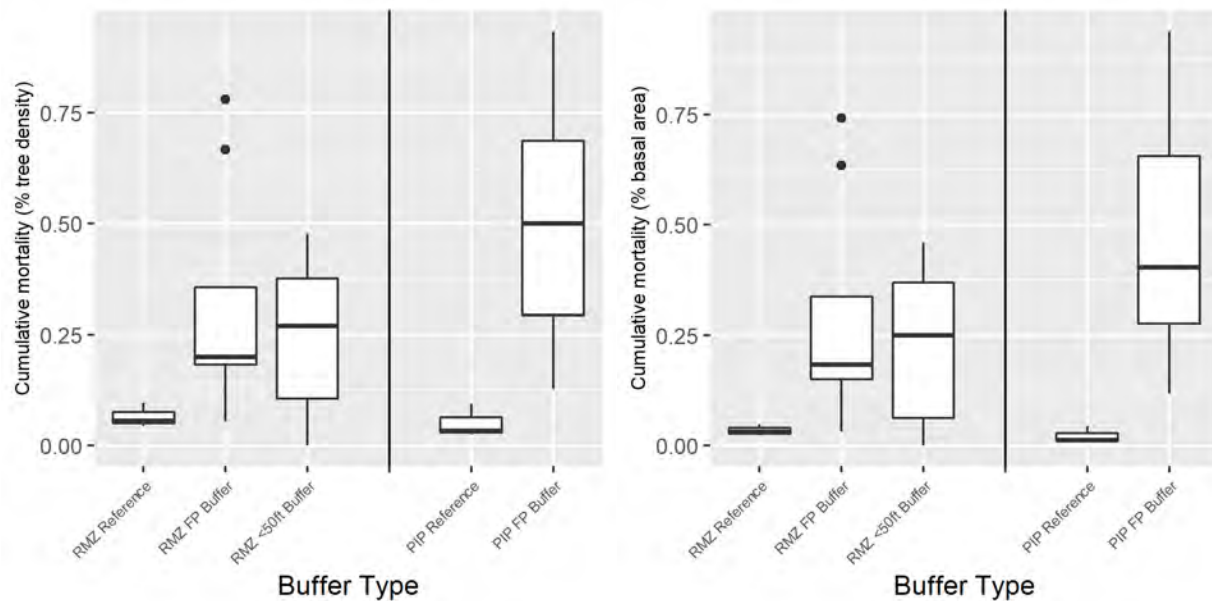 Cumulative mortality (% tree density)
0.75
0.50
0.25
0.00
RMZ Reference
RMZ FP Buffer
RMZ <50ft Buffer
PIP Reference
PIP FP Buffer
Buffer Type
Cumulative mortality (% basal area)
0.75
0.50
0.25
0.00
RMZ Reference
RMZ FP Buffer
RMZ <50ft Buffer
PIP Reference
PIP FP Buffer
Buffer Type